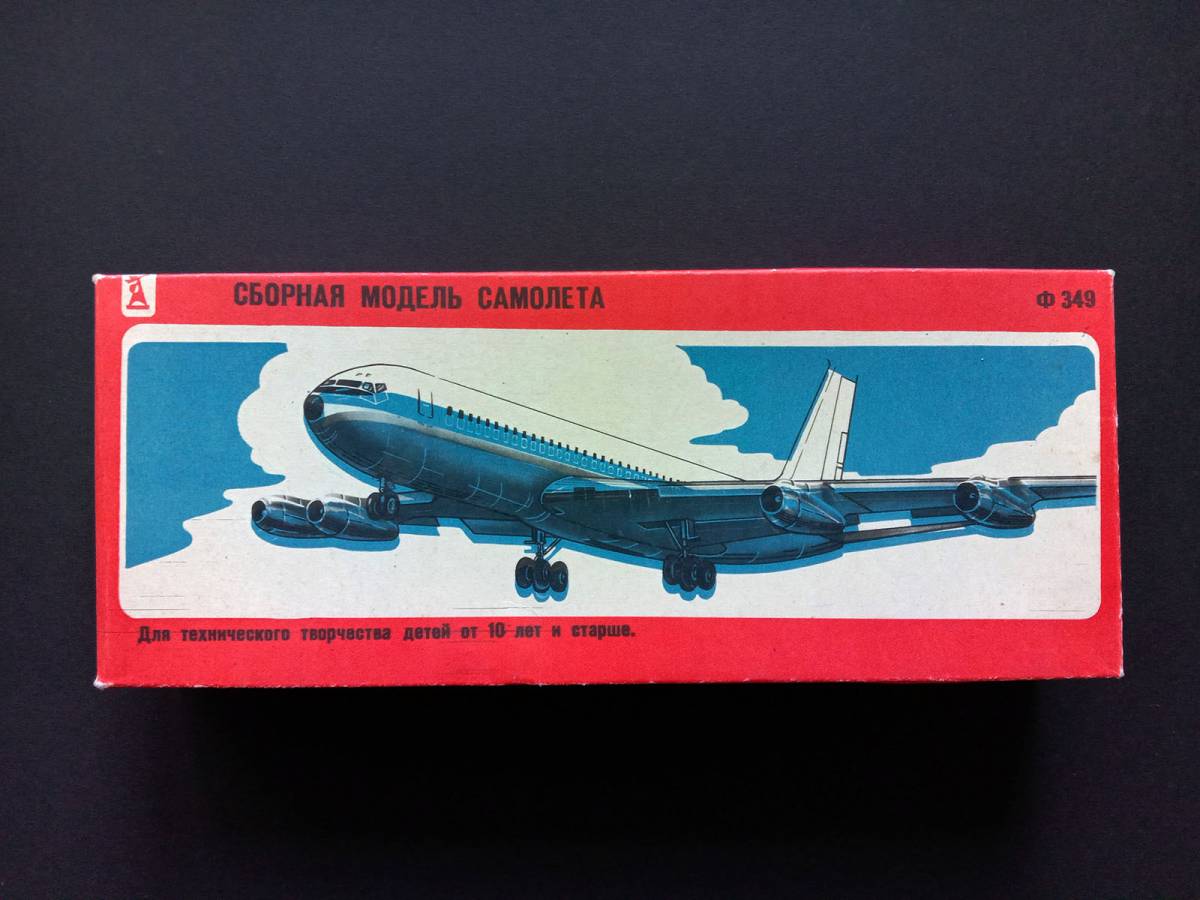 СБОРНАЯ МОДЕЛЬ САМОЛЕТА
Ф 349
Для технического творчества детей от 10 лет и старше.